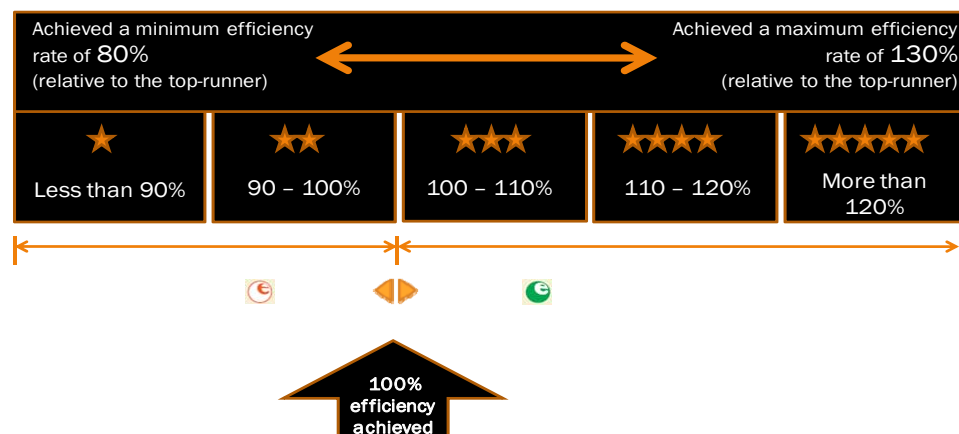 Achieved a minimum efficiency
rate of 80%
(relative to the top-runner)
Achieved a maximum efficiency
rate of 130%
(relative to the top-runner)
Less than 90%
90 – 100%
100 – 110%
110 – 120%
More than
120%
e
e
100%
efficiency
achieved